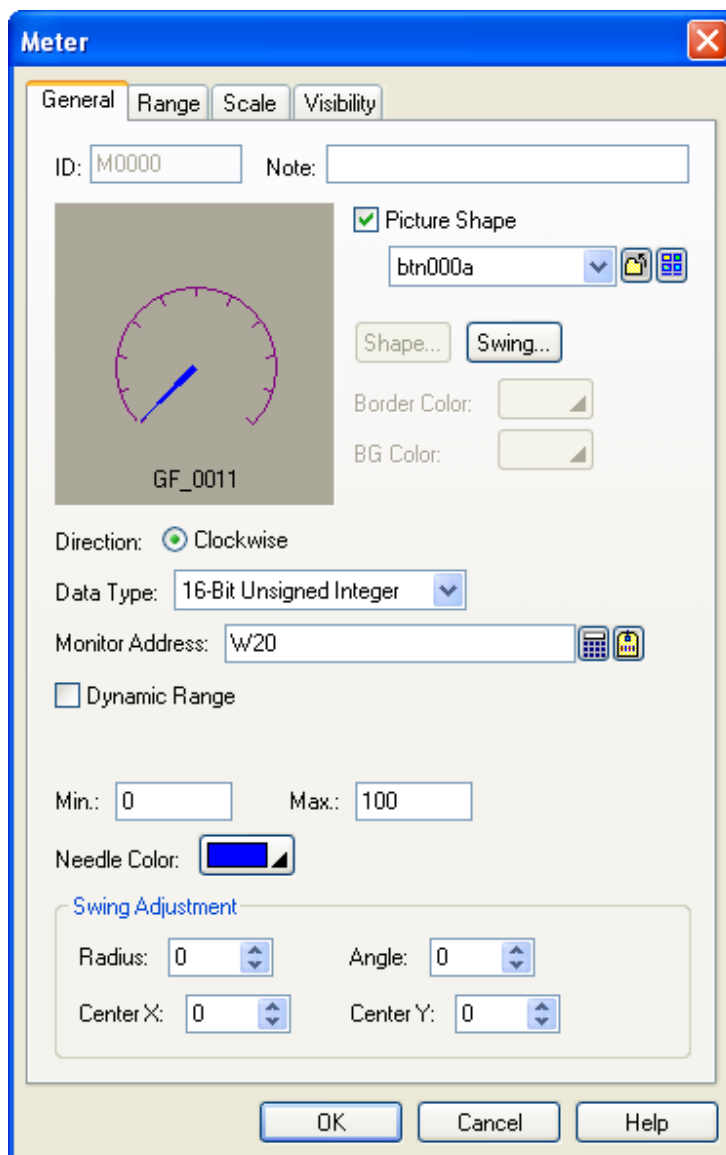 Meter
General Range Scale Visibility
ID: M0000 Note:
Picture Shape
btn000a
Shape... Swing...
Border Color:
BG Color:
GF_0011
Direction: Clockwise
Data Type: 16-Bit Unsigned Integer
Monitor Address: W20
Dynamic Range
Min.: 0 Max.: 100
Needle Color:
Swing Adjustment
Radius: 0 Angle: 0
Center X: 0 Center Y: 0
OK Cancel Help